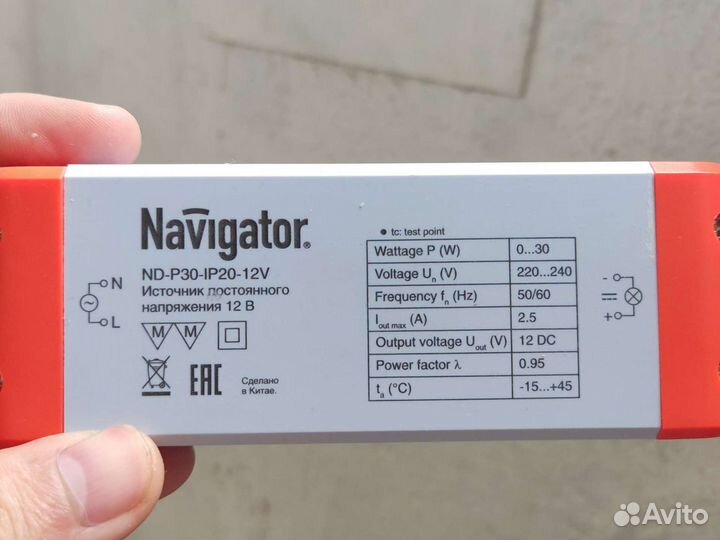 Navigator®
ND-P30-IP20-12V
Источник постоянного
напряжения 12 В
N
L
M M
EAC
Сделано
в Китае.
tc: test point
Wattage P (W) 0...30
Voltage Un (V) 220...240
Frequency fn (Hz) 50/60
Iout max (A) 2.5
Output voltage Uout (V) 12 DC
Power factor λ 0.95
ta (°C) -15...+45
-
+
Avito